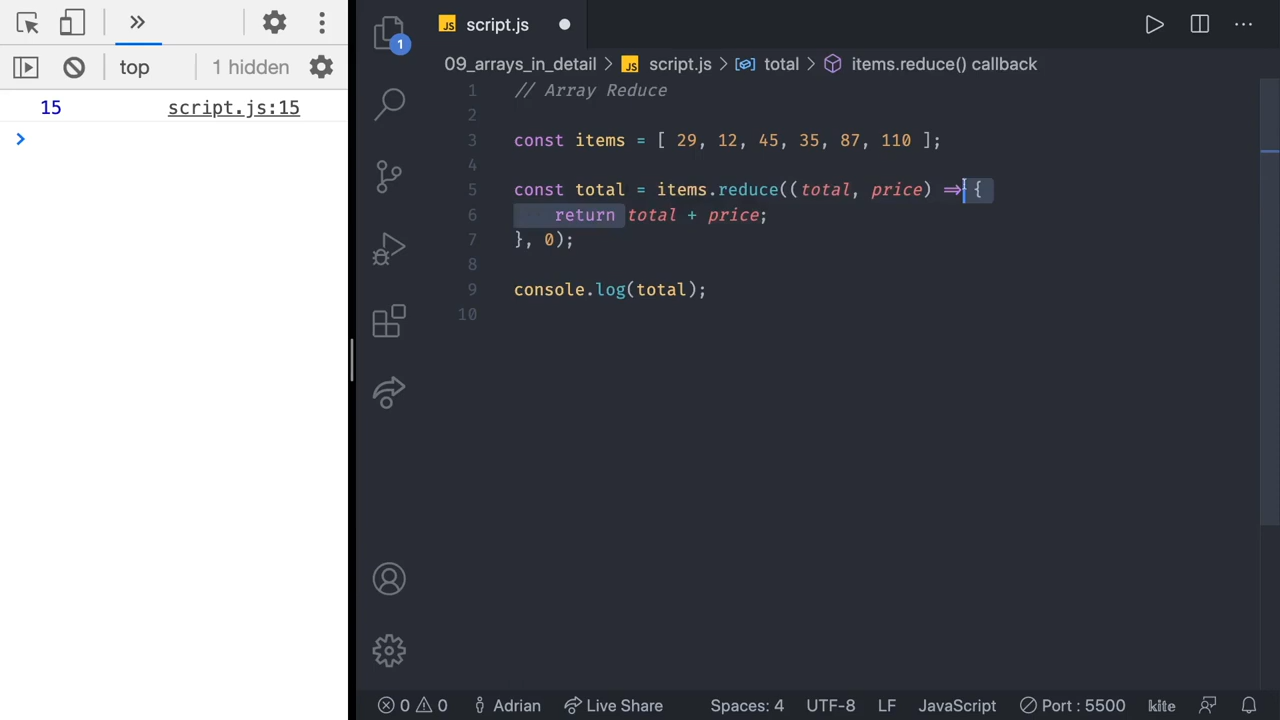 top
1 hidden
15 script.js:15
>
1
JS script.js
09_arrays_in_detail > JS script.js > total > items.reduce() callback
1 // Array Reduce
2
3 const items = [ 29, 12, 45, 35, 87, 110 ];
4
5 const total = items.reduce((total, price) => {
6 return total + price;
7 }, 0);
8
9 console.log(total);
10
0 0 Adrian Live Share Spaces: 4 UTF-8 LF JavaScript Port : 5500 kite